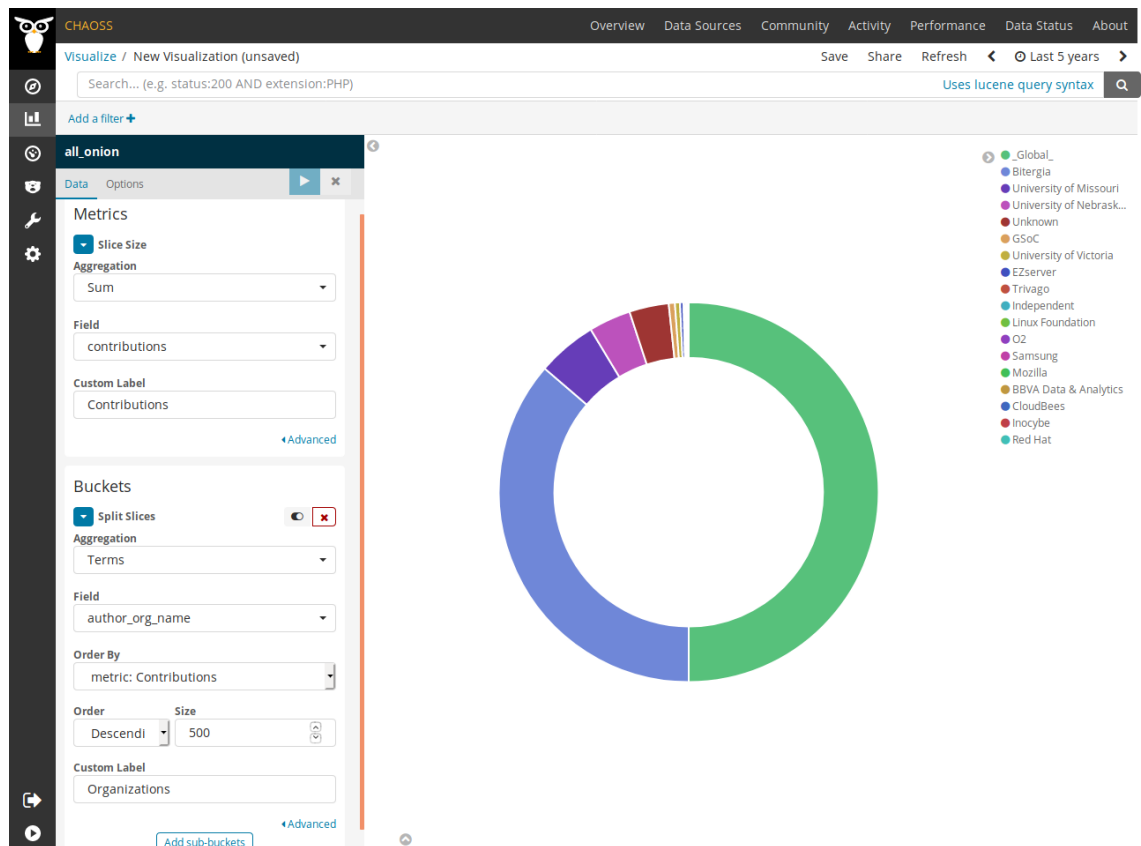 CHAOSS
Overview Data Sources Community Activity Performance Data Status About
Visualize / New Visualization (unsaved)
Save Share Refresh Last 5 years
Search... (e.g. status:200 AND extension:PHP)
Uses lucene query syntax
Add a filter +
all_onion
Data Options
Metrics
Slice Size
Aggregation
Sum
Field
contributions
Custom Label
Contributions
Advanced
Buckets
Split Slices
Aggregation
Terms
Field
author_org_name
Order By
metric: Contributions
Order Size
Descendi 500
Custom Label
Organizations
Advanced
Add sub-buckets
_Global_
Bitergia
University of Missouri
University of Nebrask...
Unknown
GSoC
University of Victoria
EZserver
Trivago
Independent
Linux Foundation
O2
Samsung
Mozilla
BBVA Data & Analytics
CloudBees
Inocybe
Red Hat